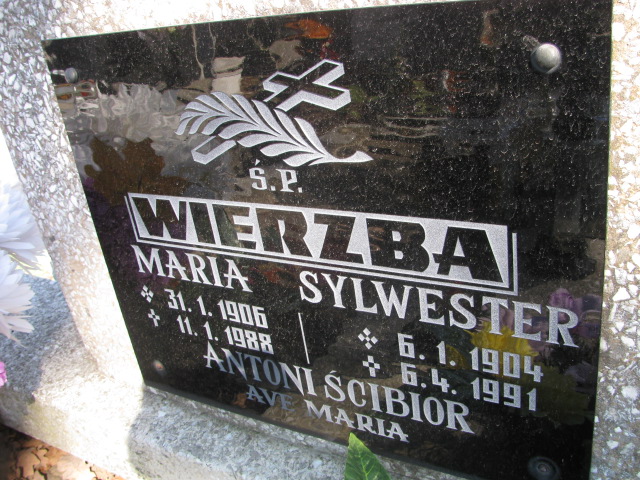 Ś.P.
WIERZBA
MARIA SYLWESTER
31.1.1906 6.1.1904
11.1.1988 6.4.1991
ANTONI ŚCIBIOR
AVE MARIA